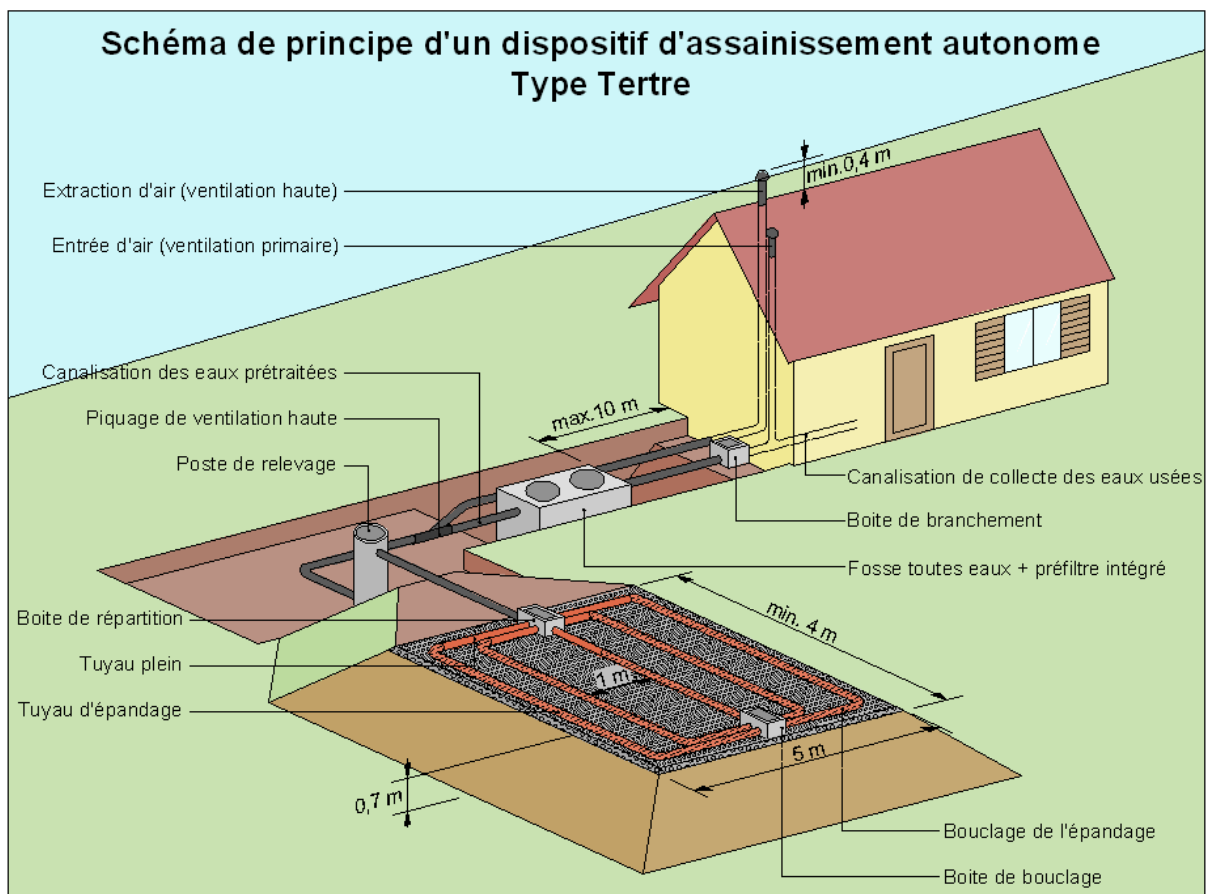 Schéma de principe d'un dispositif d'assainissement autonome
Type Tertre
min.0,4 m
Extraction d'air (ventilation haute)
Entrée d'air (ventilation primaire)
Canalisation des eaux prétraitées
Piquage de ventilation haute
max.10 m
Poste de relevage
Canalisation de collecte des eaux usées
Boite de branchement
Fosse toutes eaux + préfiltre intégré
min. 4 m
Boite de répartition
Tuyau plein
1 m
Tuyau d'épandage
5 m
0,7 m
Bouclage de l'épandage
Boite de bouclage